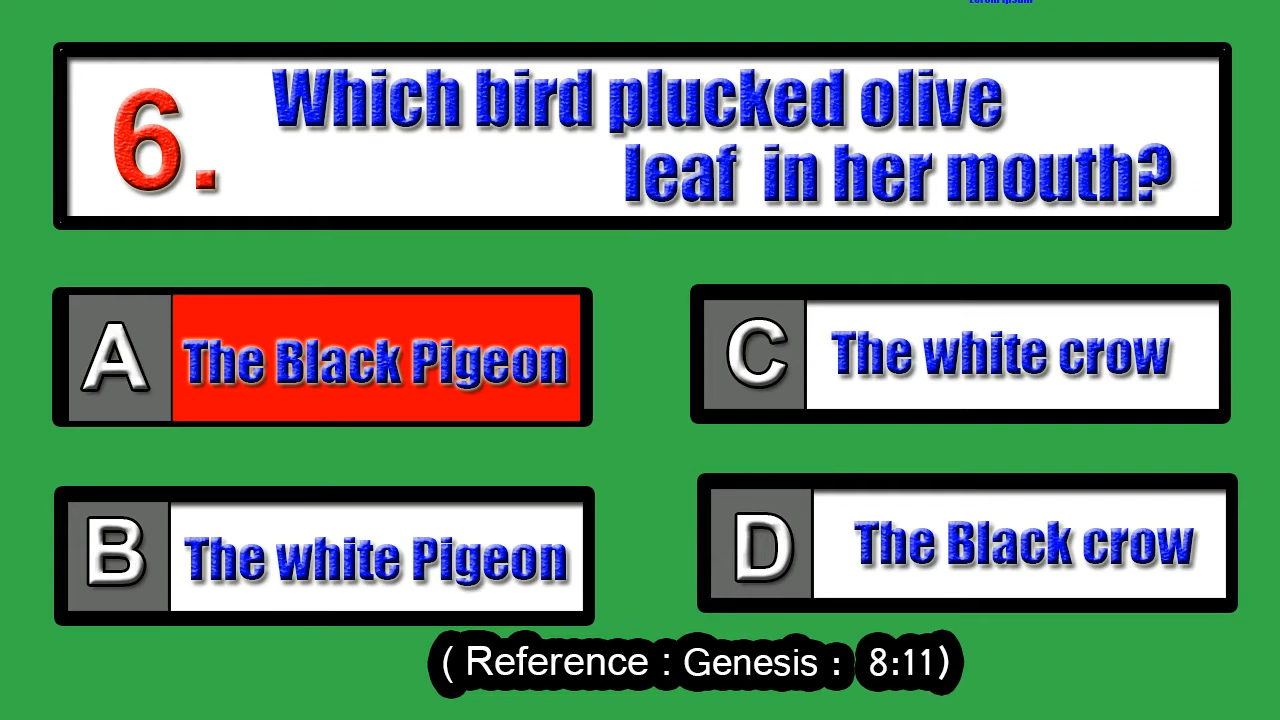 6. Which bird plucked olive
leaf in her mouth?
A The Black Pigeon
C The white crow
B The white Pigeon
D The Black crow
( Reference : Genesis : 8:11)